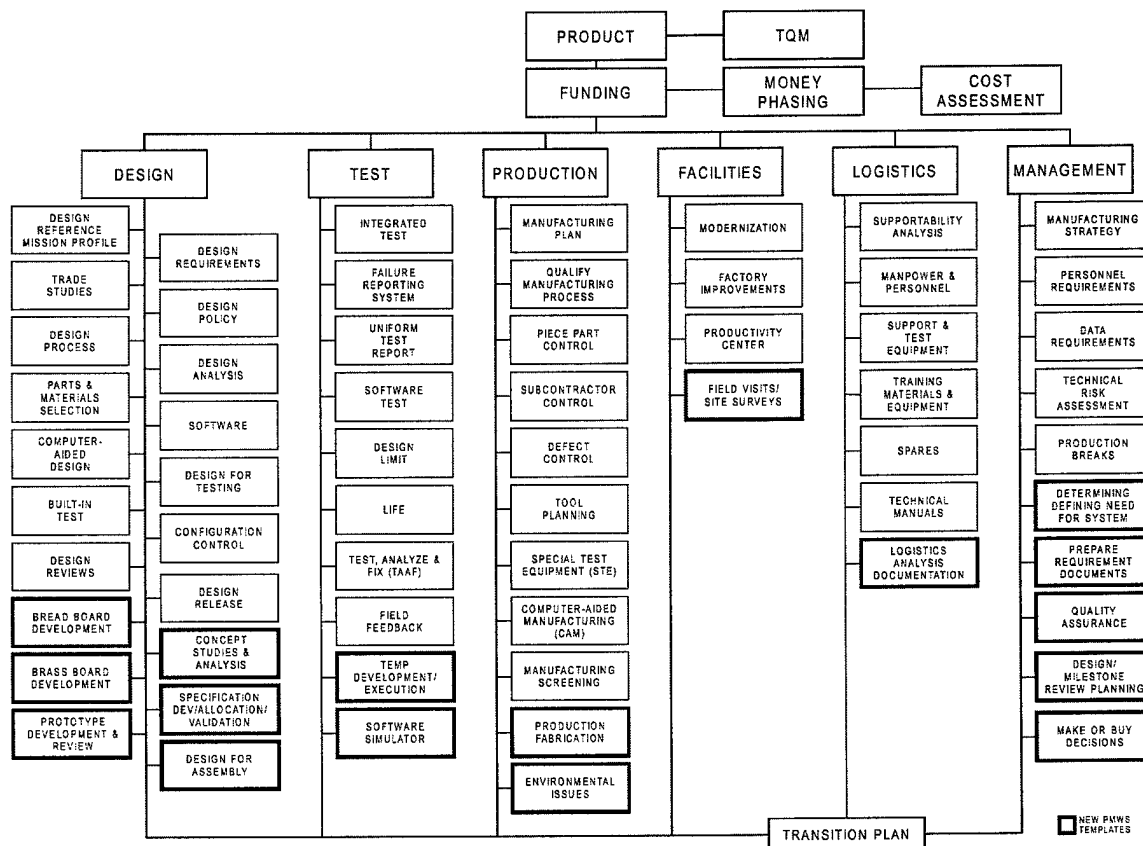 PRODUCT
TQM
FUNDING
MONEY
PHASING
COST
ASSESSMENT
DESIGN
TEST
PRODUCTION
FACILITIES
LOGISTICS
MANAGEMENT
DESIGN
REFERENCE
MISSION PROFILE
TRADE
STUDIES
DESIGN
PROCESS
PARTS &
MATERIALS
SELECTION
COMPUTER-
AIDED
DESIGN
BUILT-IN
TEST
DESIGN
REVIEWS
BREAD BOARD
DEVELOPMENT
BRASS BOARD
DEVELOPMENT
PROTOTYPE
DEVELOPMENT &
REVIEW
DESIGN
REQUIREMENTS
DESIGN
POLICY
DESIGN
ANALYSIS
SOFTWARE
DESIGN FOR
TESTING
CONFIGURATION
CONTROL
DESIGN
RELEASE
CONCEPT
STUDIES &
ANALYSIS
SPECIFICATION
DEV/ALLOCATION/
VALIDATION
DESIGN FOR
ASSEMBLY
INTEGRATED
TEST
FAILURE
REPORTING
SYSTEM
UNIFORM
TEST
REPORT
SOFTWARE
TEST
DESIGN
LIMIT
LIFE
TEST, ANALYZE &
FIX (TAAF)
FIELD
FEEDBACK
TEMP
DEVELOPMENT/
EXECUTION
SOFTWARE
SIMULATOR
MANUFACTURING
PLAN
QUALIFY
MANUFACTURING
PROCESS
PIECE PART
CONTROL
SUBCONTRACTOR
CONTROL
DEFECT
CONTROL
TOOL
PLANNING
SPECIAL TEST
EQUIPMENT (STE)
COMPUTER-AIDED
MANUFACTURING
(CAM)
MANUFACTURING
SCREENING
PRODUCTION
FABRICATION
ENVIRONMENTAL
ISSUES
MODERNIZATION
FACTORY
IMPROVEMENTS
PRODUCTIVITY
CENTER
FIELD VISITS/
SITE SURVEYS
SUPPORTABILITY
ANALYSIS
MANPOWER &
PERSONNEL
SUPPORT &
TEST
EQUIPMENT
TRAINING
MATERIALS &
EQUIPMENT
SPARES
TECHNICAL
MANUALS
LOGISTICS
ANALYSIS
DOCUMENTATION
MANUFACTURING
STRATEGY
PERSONNEL
REQUIREMENTS
DATA
REQUIREMENTS
TECHNICAL
RISK
ASSESSMENT
PRODUCTION
BREAKS
DETERMINING
DEFINING NEED
FOR SYSTEM
PREPARE
REQUIREMENT
DOCUMENTS
QUALITY
ASSURANCE
DESIGN/
MILESTONE
REVIEW PLANNING
MAKE OR BUY
DECISIONS
TRANSITION PLAN
NEW PMWS
TEMPLATES